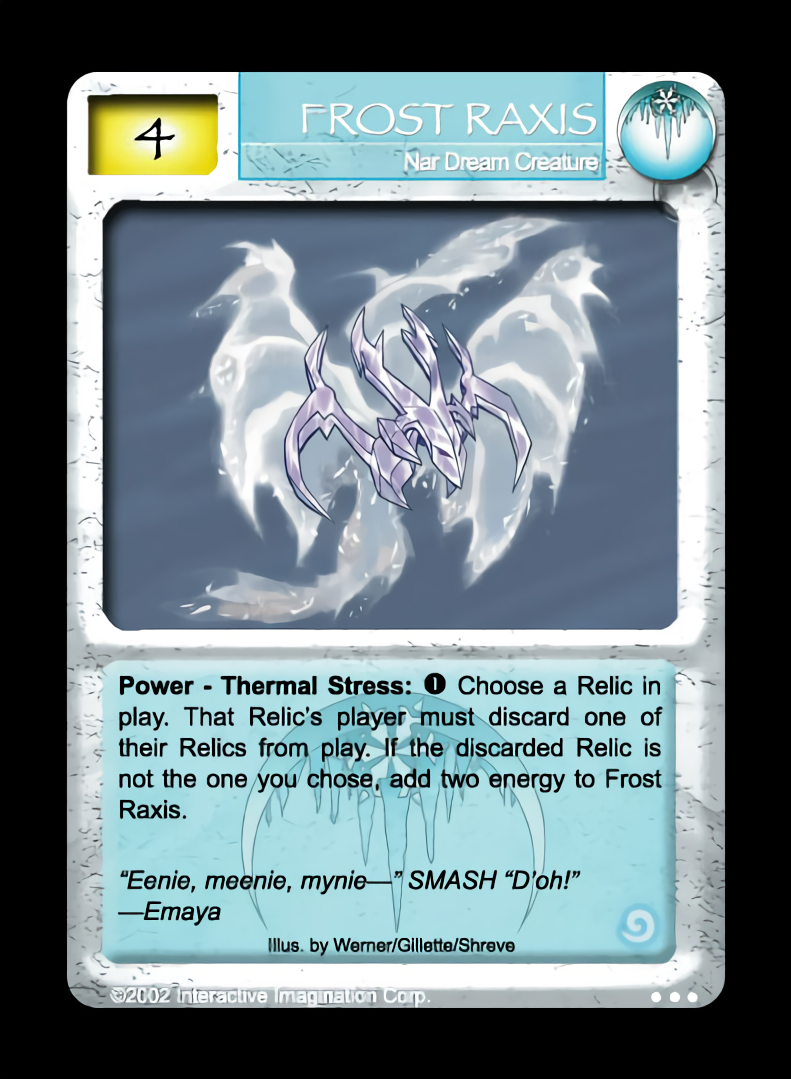 4
FROST RAXIS
Nar Dream Creature
Power - Thermal Stress: ❶ Choose a Relic in
play. That Relic's player must discard one of
their Relics from play. If the discarded Relic is
not the one you chose, add two energy to Frost
Raxis.
“Eenie, meenie, mynie—” SMASH “D'oh!”
—Emaya
Illus. by Werner/Gillette/Shreve
©2002 Interactive Imagination Corp.